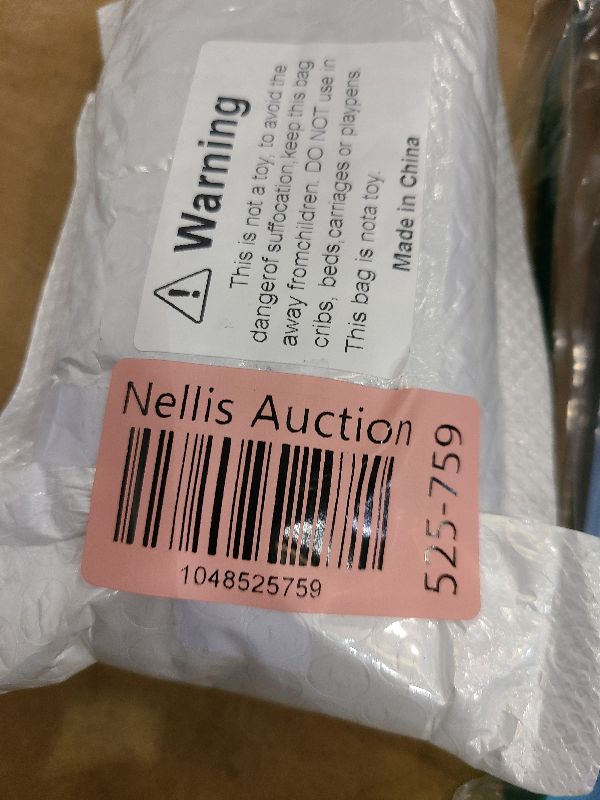 Warning
This is not a toy, to avoid the
dangerof suffocation,keep this bag
away fromchildren. DO NOT use in
cribs, beds,carriages or playpens.
This bag is nota toy.
Made in China
Nellis Auction
1048525759
525-759